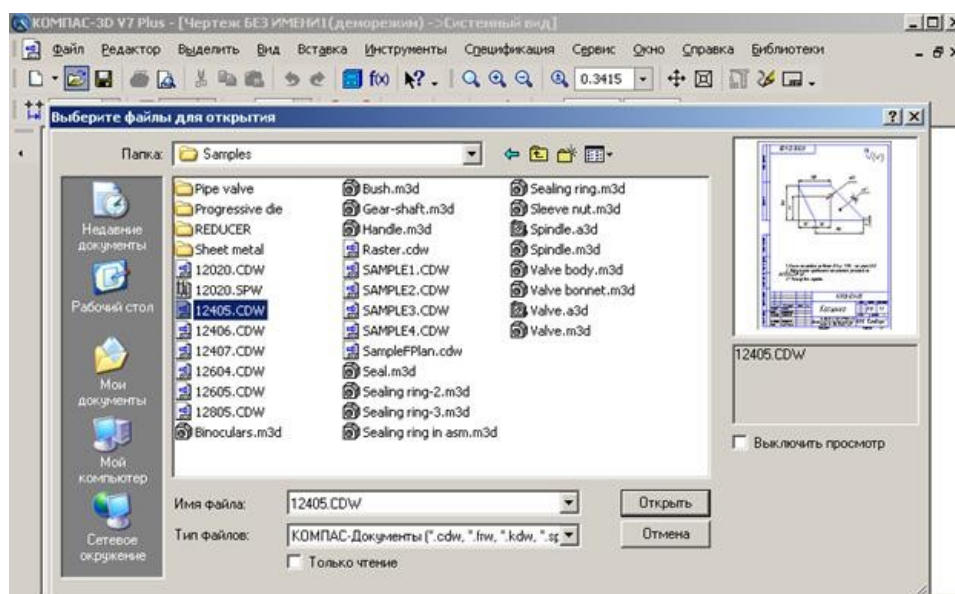 КОМПАС-3D V7 Plus - [Чертеж БЕЗ ИМЕНИ1(деморежим) ->Системный вид]
Файл Редактор Выделить Вид Вставка Инструменты Спецификация Сервис Окно Справка Библиотеки
f(x) 0.3415
Выберите файлы для открытия
Папка: Samples
Недавние документы
Рабочий стол
Мои документы
Мой компьютер
Сетевое окружение
Pipe valve
Progressive die
REDUCER
Sheet metal
12020.CDW
12020.SPW
12405.CDW
12406.CDW
12407.CDW
12604.CDW
12605.CDW
12805.CDW
Binoculars.m3d
Bush.m3d
Gear-shaft.m3d
Handle.m3d
Raster.cdw
SAMPLE1.CDW
SAMPLE2.CDW
SAMPLE3.CDW
SAMPLE4.CDW
SampleFPlan.cdw
Seal.m3d
Sealing ring-2.m3d
Sealing ring-3.m3d
Sealing ring in asm.m3d
Sealing ring.m3d
Sleeve nut.m3d
Spindle.a3d
Spindle.m3d
Valve body.m3d
Valve bonnet.m3d
Valve.a3d
Valve.m3d
12405.CDW
Выключить просмотр
Имя файла: 12405.CDW Открыть
Тип файлов: КОМПАС-Документы (*.cdw, *.frw, *.kdw, *.sp Отмена
Только чтение